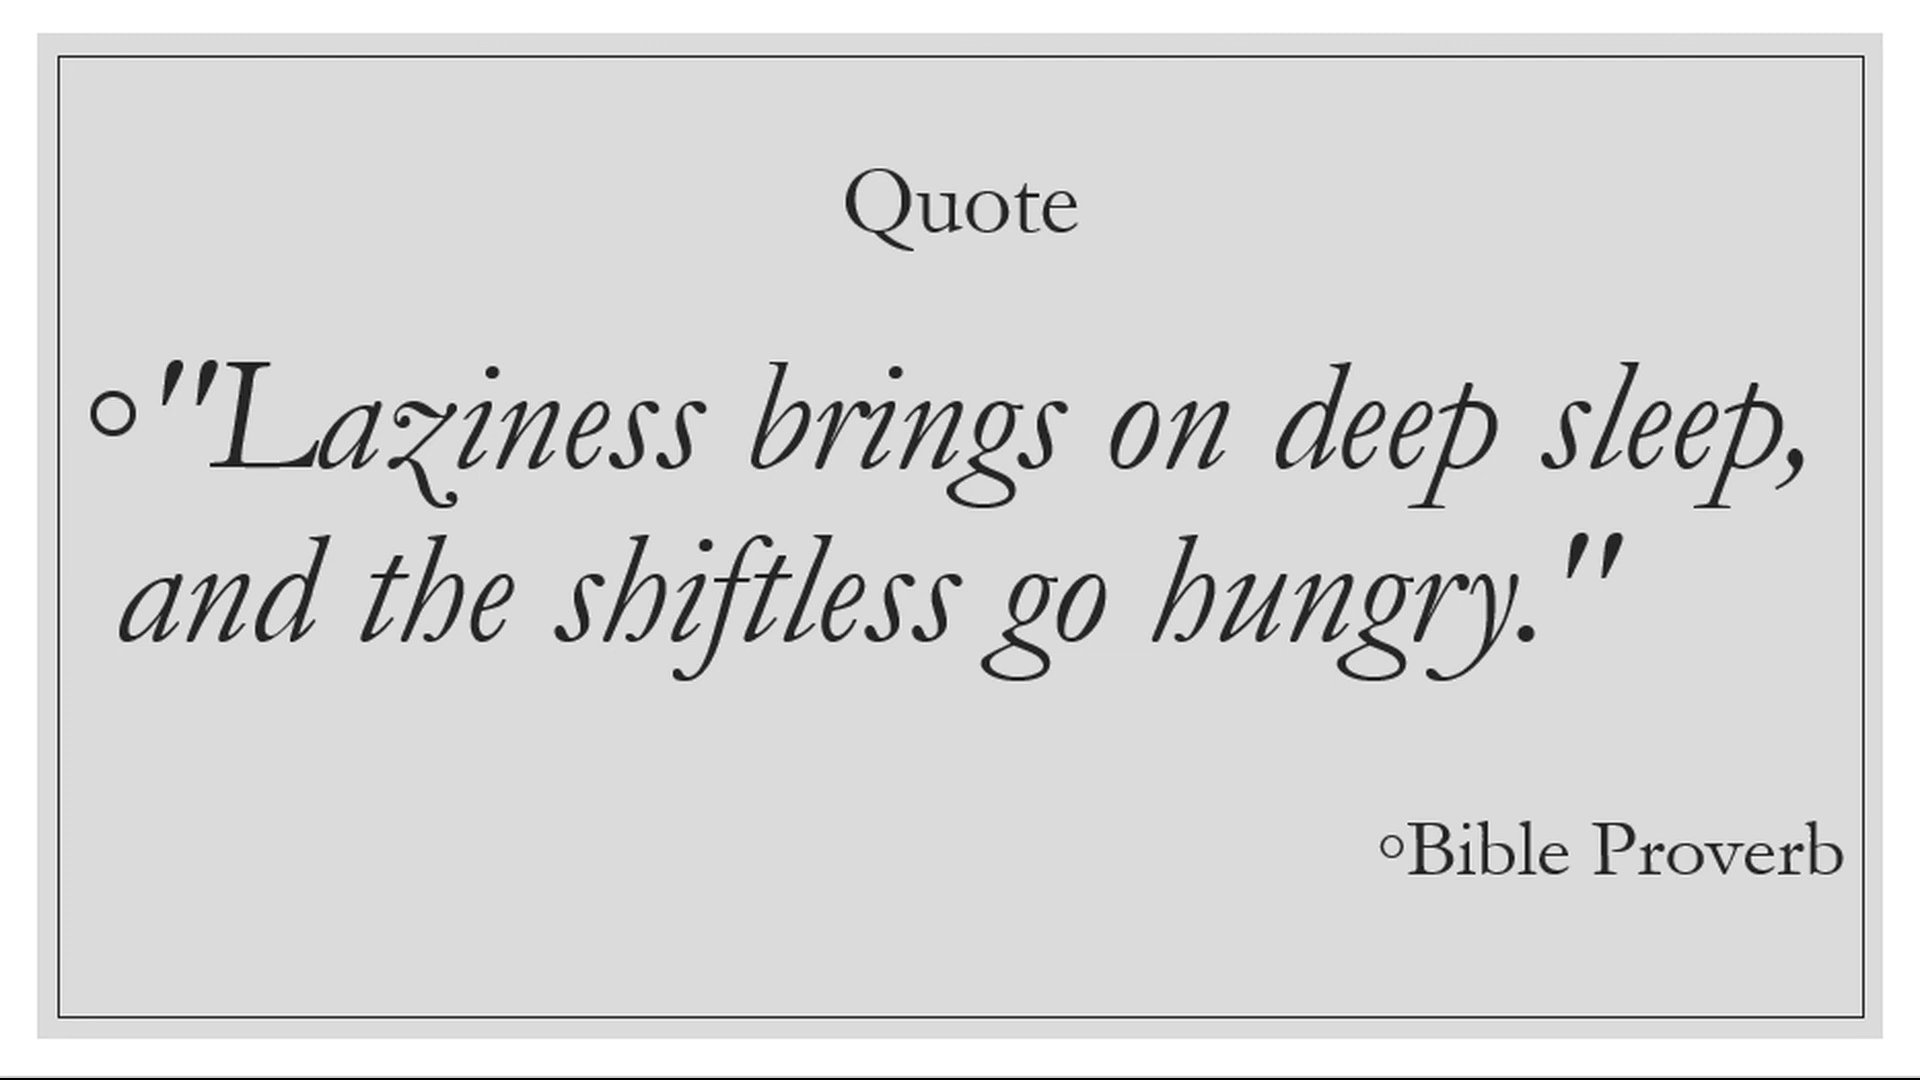 Quote
°"Laziness brings on deep sleep,
and the shiftless go hungry."
°Bible Proverb